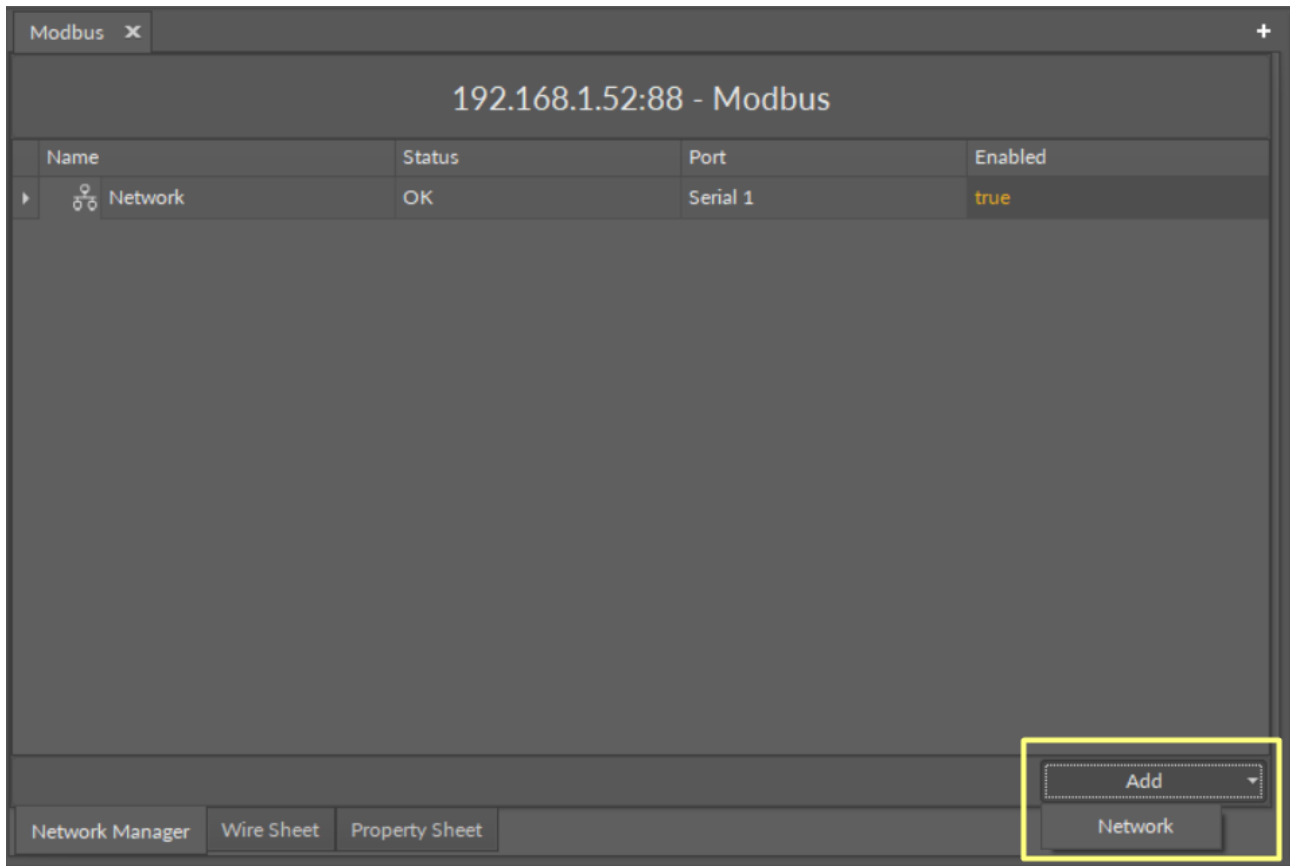 Modbus
192.168.1.52:88 - Modbus
Name Status Port Enabled
Network OK Serial 1 true
Add
Network Manager Wire Sheet Property Sheet
Network